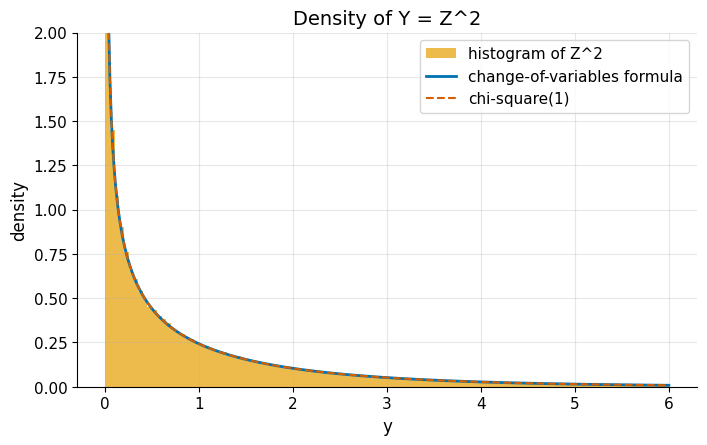 Density of Y = Z^2
histogram of Z^2
change-of-variables formula
chi-square(1)
density
2.00
1.75
1.50
1.25
1.00
0.75
0.50
0.25
0.00
0 1 2 3 4 5 6
y